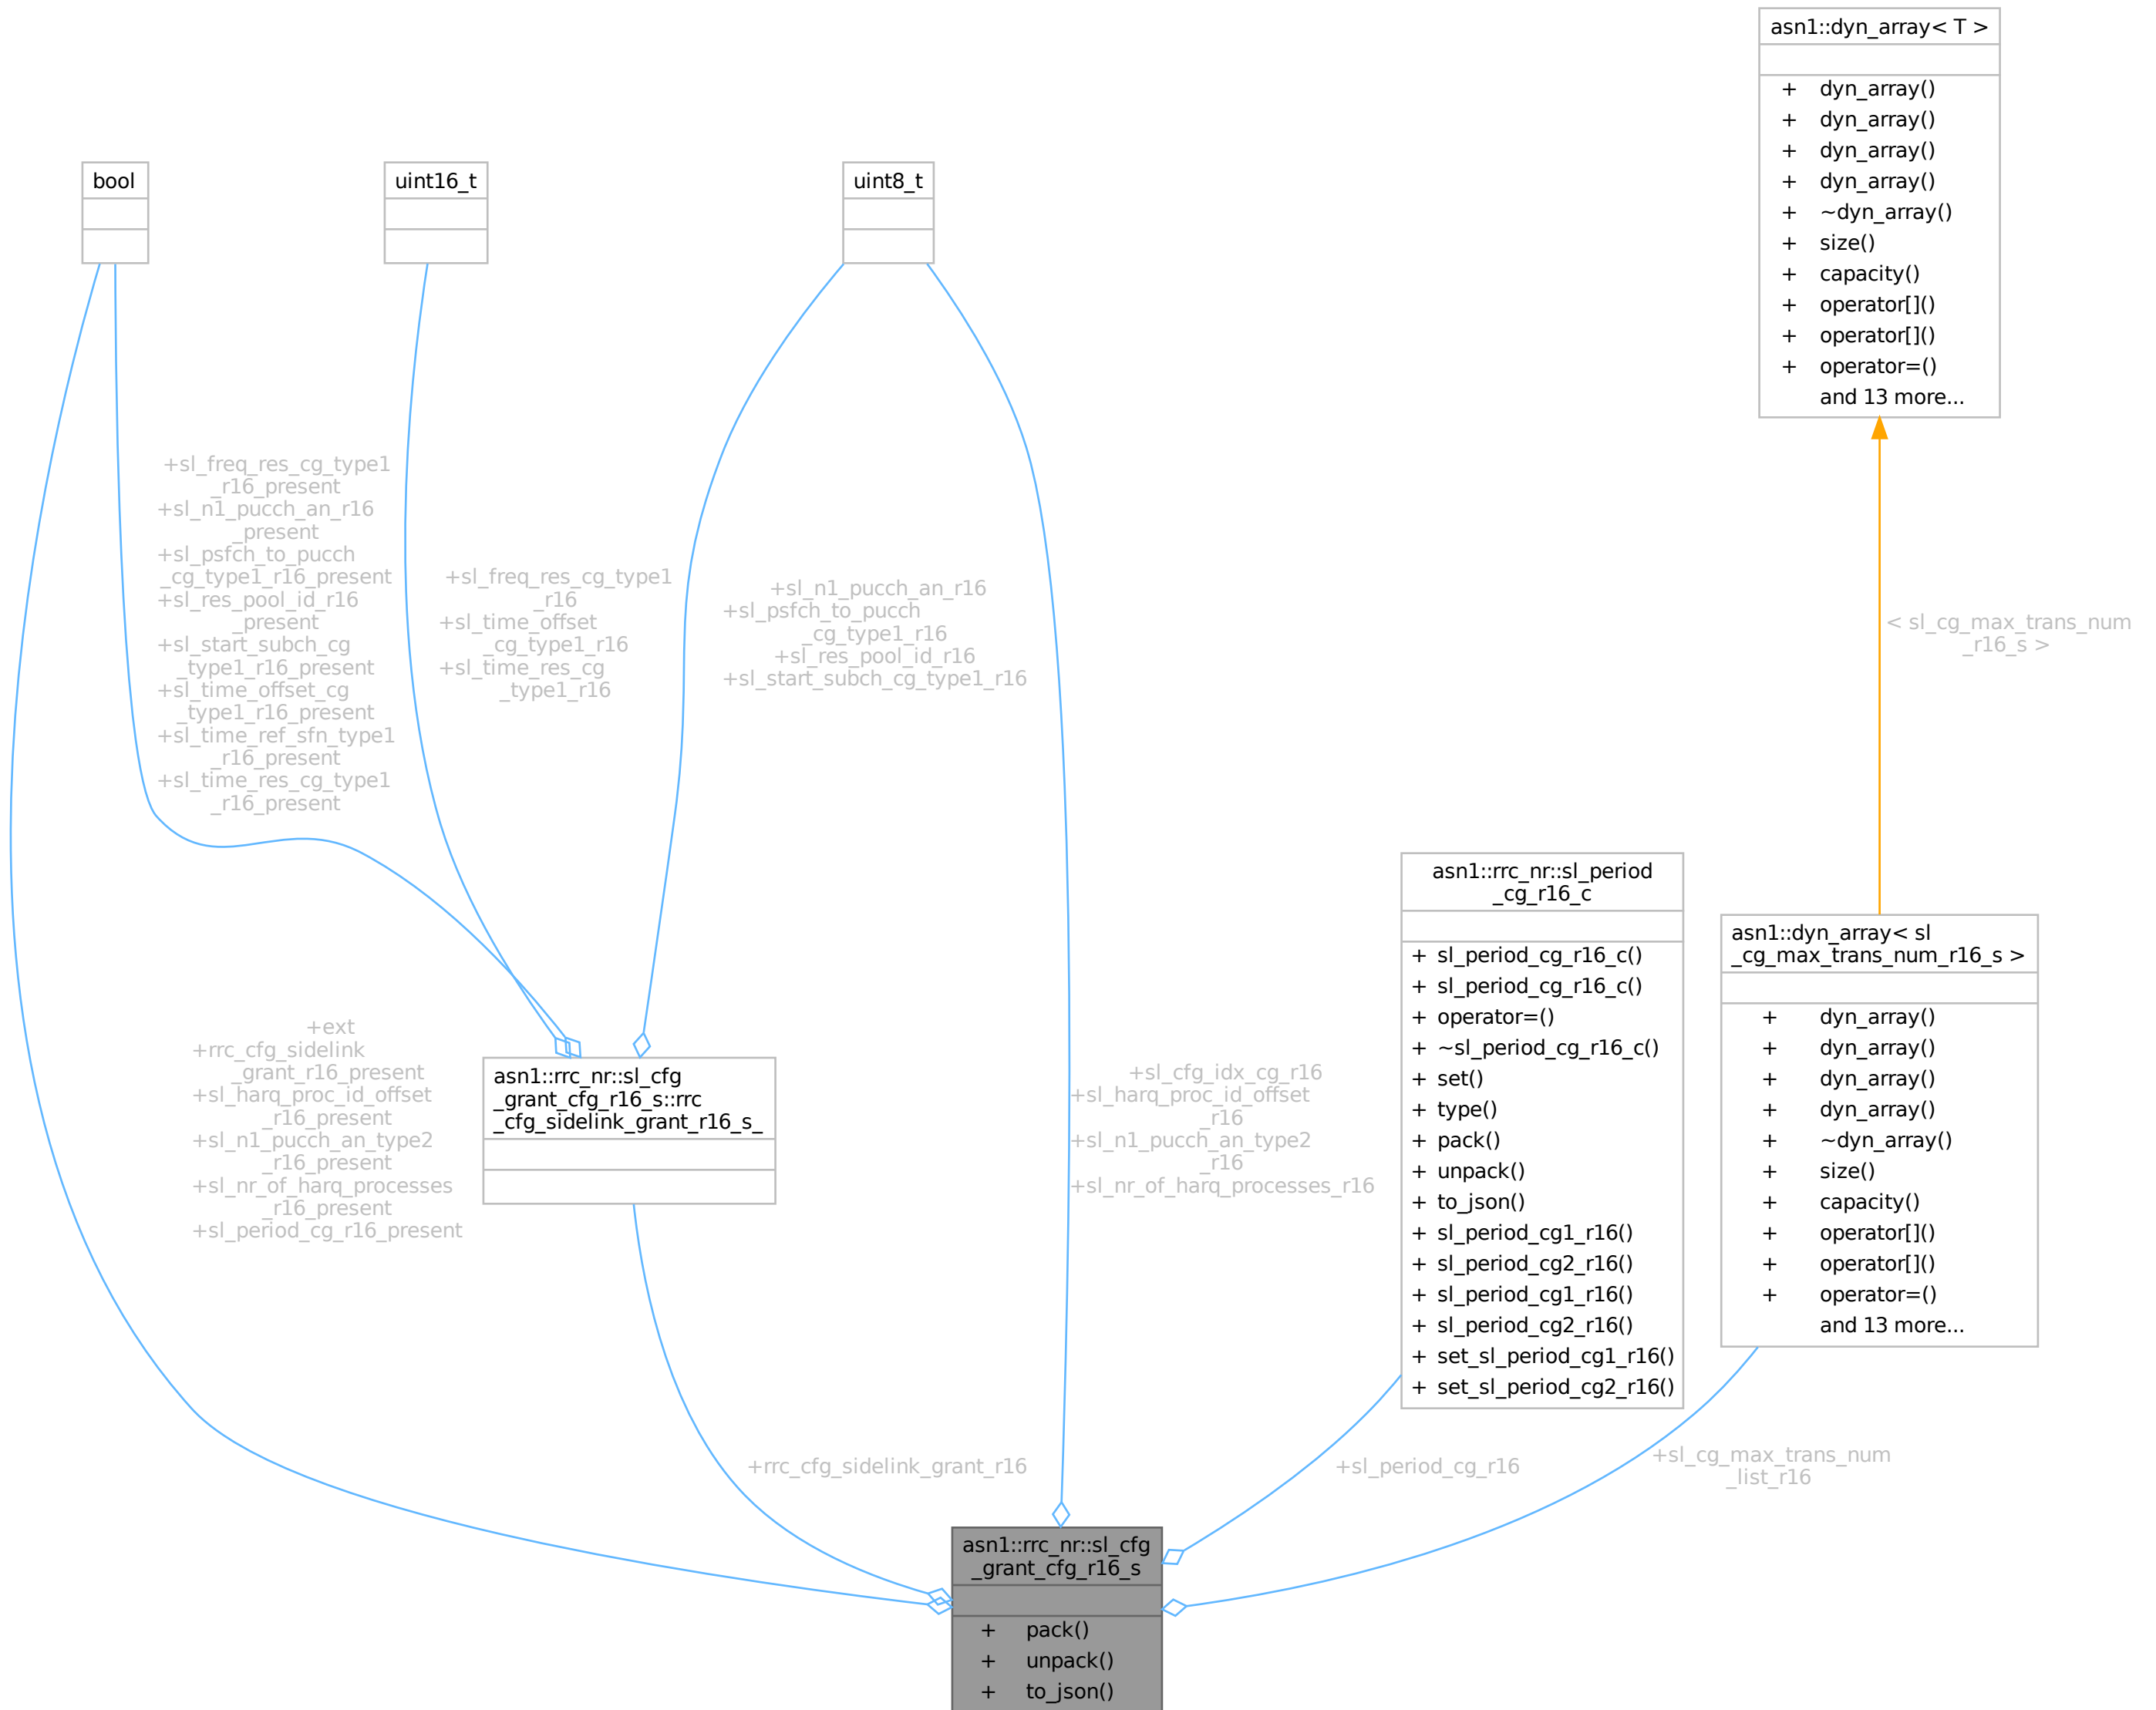 asn1::dyn_array< T >
+ dyn_array()
+ dyn_array()
+ dyn_array()
+ dyn_array()
+ ~dyn_array()
+ size()
+ capacity()
+ operator[]()
+ operator[]()
+ operator=()
and 13 more...
bool
uint16_t
uint8_t
+sl_freq_res_cg_type1
_r16_present
+sl_n1_pucch_an_r16
_present
+sl_psfch_to_pucch
_cg_type1_r16_present
+sl_res_pool_id_r16
_present
+sl_start_subch_cg
_type1_r16_present
+sl_time_offset_cg
_type1_r16_present
+sl_time_ref_sfn_type1
_r16_present
+sl_time_res_cg_type1
_r16_present
+sl_freq_res_cg_type1
_r16
+sl_time_offset
_cg_type1_r16
+sl_time_res_cg
_type1_r16
+sl_n1_pucch_an_r16
+sl_psfch_to_pucch
_cg_type1_r16
+sl_res_pool_id_r16
+sl_start_subch_cg_type1_r16
< sl_cg_max_trans_num
_r16_s >
+ext
+rrc_cfg_sidelink
_grant_r16_present
+sl_harq_proc_id_offset
_r16_present
+sl_n1_pucch_an_type2
_r16_present
+sl_nr_of_harq_processes
_r16_present
+sl_period_cg_r16_present
asn1::rrc_nr::sl_cfg
_grant_cfg_r16_s::rrc
_cfg_sidelink_grant_r16_s_
+sl_cfg_idx_cg_r16
+sl_harq_proc_id_offset
_r16
+sl_n1_pucch_an_type2
_r16
+sl_nr_of_harq_processes_r16
asn1::rrc_nr::sl_period
_cg_r16_c
+ sl_period_cg_r16_c()
+ sl_period_cg_r16_c()
+ operator=()
+ ~sl_period_cg_r16_c()
+ set()
+ type()
+ pack()
+ unpack()
+ to_json()
+ sl_period_cg1_r16()
+ sl_period_cg2_r16()
+ sl_period_cg1_r16()
+ sl_period_cg2_r16()
+ set_sl_period_cg1_r16()
+ set_sl_period_cg2_r16()
asn1::dyn_array< sl
_cg_max_trans_num_r16_s >
+ dyn_array()
+ dyn_array()
+ dyn_array()
+ dyn_array()
+ ~dyn_array()
+ size()
+ capacity()
+ operator[]()
+ operator[]()
+ operator=()
and 13 more...
+rrc_cfg_sidelink_grant_r16
+sl_period_cg_r16
+sl_cg_max_trans_num
_list_r16
asn1::rrc_nr::sl_cfg
_grant_cfg_r16_s
+ pack()
+ unpack()
+ to_json()